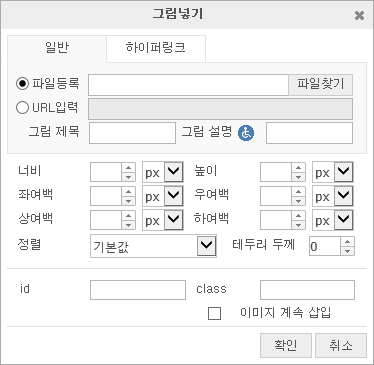 그림넣기
일반 하이퍼링크
파일등록 파일찾기
URL입력
그림 제목 그림 설명
너비 px 높이 px
좌여백 px 우여백 px
상여백 px 하여백 px
정렬 기본값 테두리 두께 0
id class
이미지 계속 삽입
확인 취소